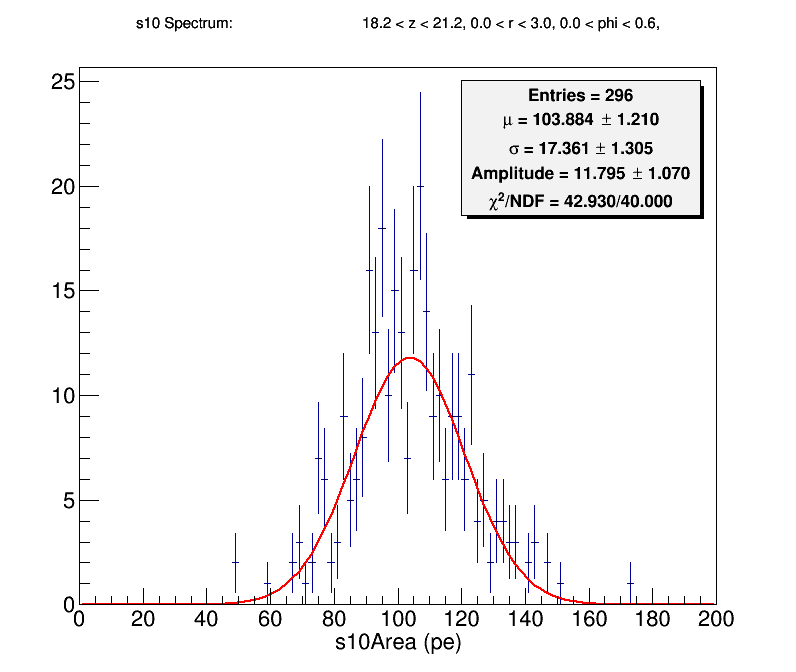 s10 Spectrum: 18.2 < z < 21.2, 0.0 < r < 3.0, 0.0 < phi < 0.6,
Entries = 296
μ = 103.884 ± 1.210
σ = 17.361 ± 1.305
Amplitude = 11.795 ± 1.070
χ²/NDF = 42.930/40.000
25
20
15
10
5
0
0 20 40 60 80 100 120 140 160 180 200
s10Area (pe)